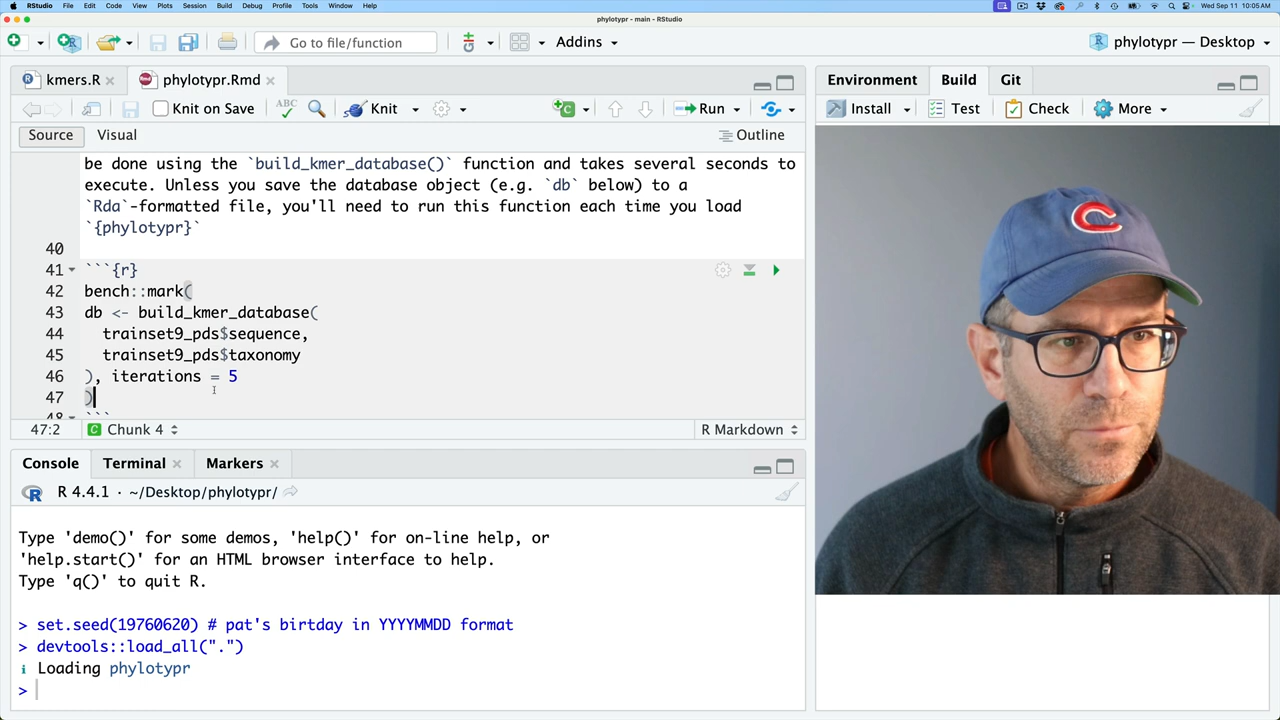 RStudio File Edit Code View Plots Session Build Debug Profile Tools Window Help Wed Sep 11 10:05 AM
phylotypr - main - RStudio
Go to file/function Addins phylotypr — Desktop
kmers.R phylotypr.Rmd Environment Build Git
Knit on Save ABC Knit Run Install Test Check More
Source Visual Outline
be done using the `build_kmer_database()` function and takes several seconds to
execute. Unless you save the database object (e.g. `db` below) to a
`Rda`-formatted file, you'll need to run this function each time you load
`{phylotypr}`
40
41 ```{r}
42 bench::mark(
43 db <- build_kmer_database(
44 trainset9_pds$sequence,
45 trainset9_pds$taxonomy
46 ), iterations = 5
47 )
48 ```
47:2 C Chunk 4 R Markdown
Console Terminal Markers
R 4.4.1 · ~/Desktop/phylotypr/
Type 'demo()' for some demos, 'help()' for on-line help, or
'help.start()' for an HTML browser interface to help.
Type 'q()' to quit R.
> set.seed(19760620) # pat's birtday in YYYYMMDD format
> devtools::load_all(".")
ℹ Loading phylotypr
>